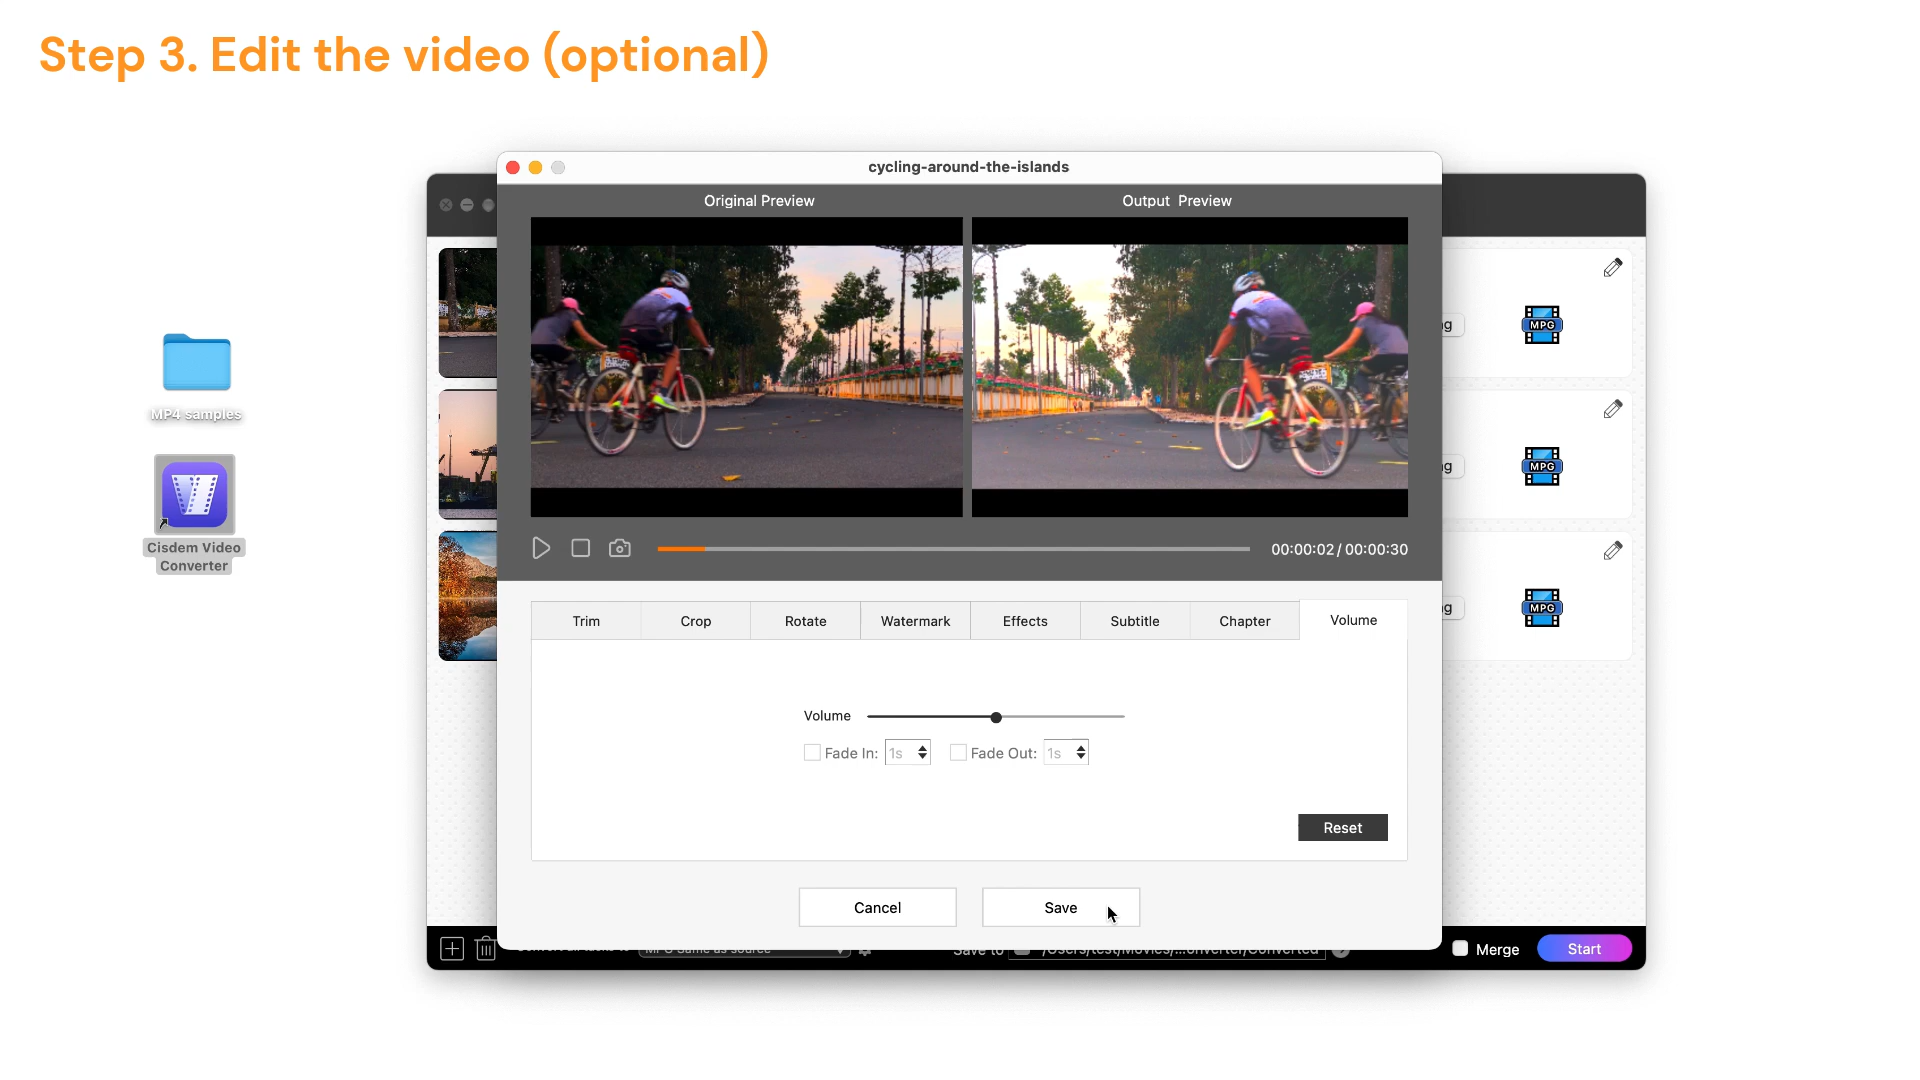 Step 3. Edit the video (optional)
cycling-around-the-islands
Original Preview
Output Preview
MPG
MP4 samples
MPG
Cisdem Video
Converter
00:00:02 / 00:00:30
MPG
Trim
Crop
Rotate
Watermark
Effects
Subtitle
Chapter
Volume
Volume
Fade In:
1s
Fade Out:
1s
Reset
Cancel
Save
Merge
Start